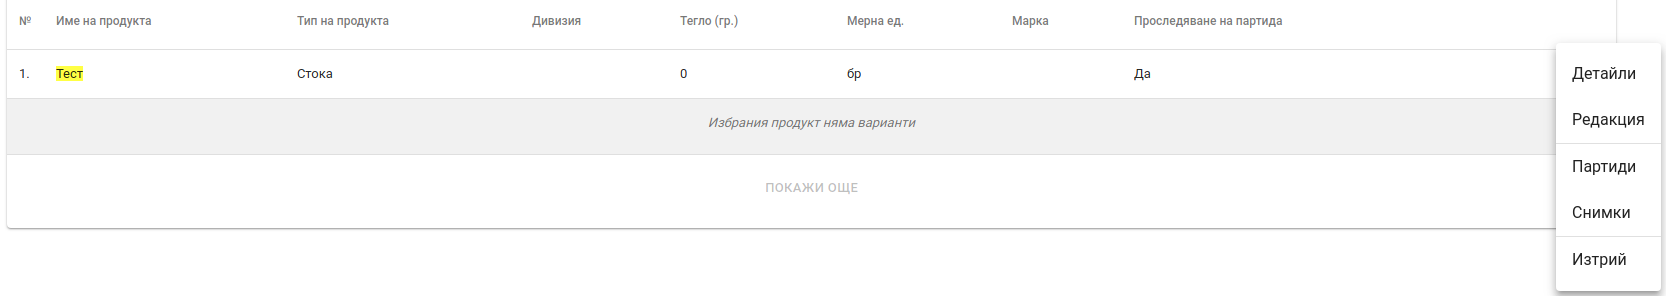 № Име на продукта Тип на продукта Дивизия Тегло (гр.) Мерна ед. Марка Проследяване на партида
1. Тест Стока 0 бр Да
Избрания продукт няма варианти
ПОКАЖИ ОЩЕ
Детайли
Редакция
Партиди
Снимки
Изтрий